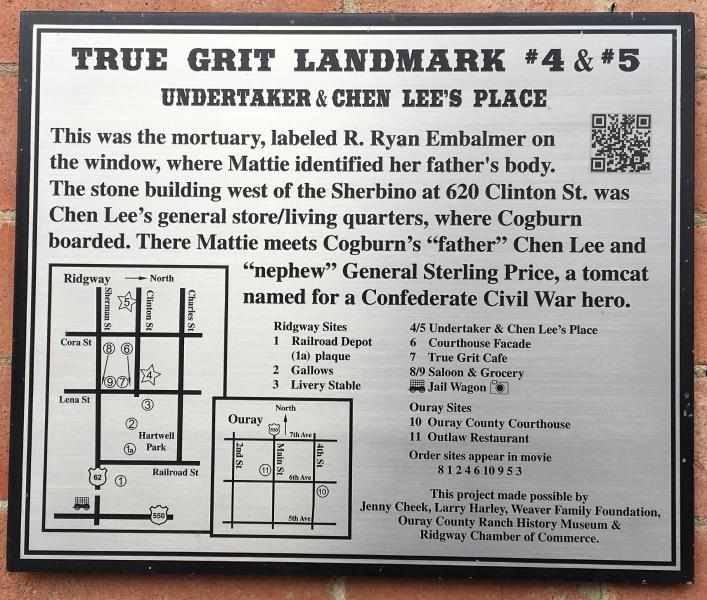 TRUE GRIT LANDMARK #4 & #5
UNDERTAKER & CHEN LEE'S PLACE
This was the mortuary, labeled R. Ryan Embalmer on
the window, where Mattie identified her father's body.
The stone building west of the Sherbino at 620 Clinton St. was
Chen Lee's general store/living quarters, where Cogburn
boarded. There Mattie meets Cogburn's “father” Chen Lee and
“nephew” General Sterling Price, a tomcat
named for a Confederate Civil War hero.
Ridgway → North
Sherman St
5
Clinton St
Charles St
Cora St
8 6
9 7
4
Lena St
3
2
Hartwell
Park
1a
Railroad St
62
1
550
Ouray
North
550
7th Ave
2nd St
Main St
4th St
11
6th Ave
10
5th Ave
Ridgway Sites
1 Railroad Depot
(1a) plaque
2 Gallows
3 Livery Stable
4/5 Undertaker & Chen Lee's Place
6 Courthouse Facade
7 True Grit Cafe
8/9 Saloon & Grocery
Jail Wagon
Ouray Sites
10 Ouray County Courthouse
11 Outlaw Restaurant
Order sites appear in movie
8 1 2 4 6 10 9 5 3
This project made possible by
Jenny Cheek, Larry Harley, Weaver Family Foundation,
Ouray County Ranch History Museum &
Ridgway Chamber of Commerce.